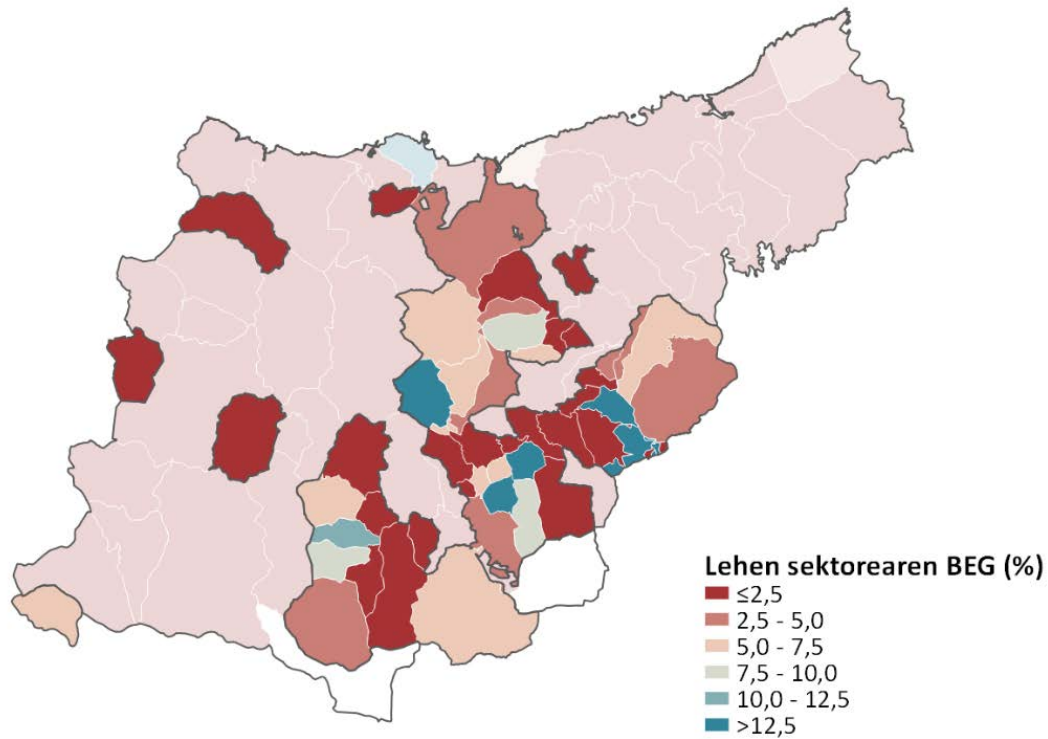 Lehen sektorearen BEG (%)
≤2,5
2,5 - 5,0
5,0 - 7,5
7,5 - 10,0
10,0 - 12,5
>12,5